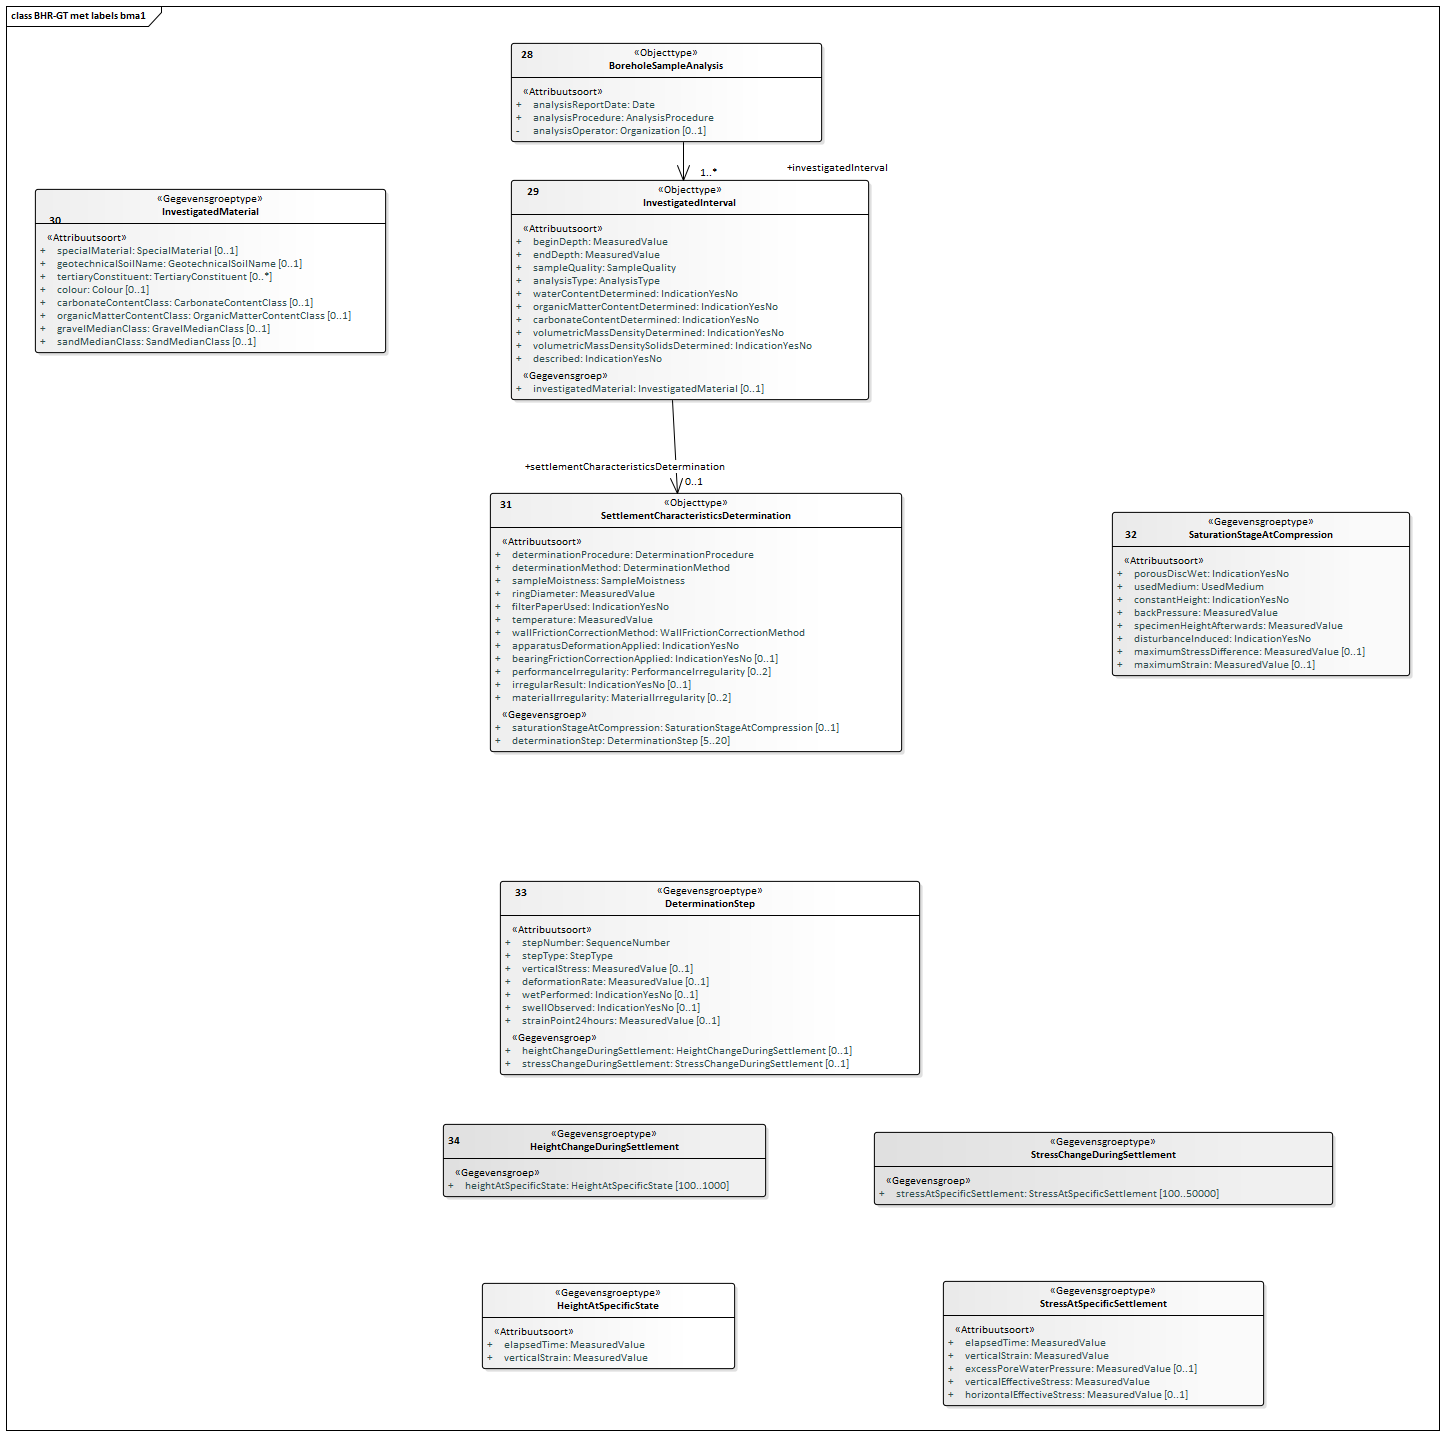 class BHR-GT met labels bma1
28
«Objecttype»
BoreholeSampleAnalysis
«Attribuutsoort»
+ analysisReportDate: Date
+ analysisProcedure: AnalysisProcedure
- analysisOperator: Organization [0..1]
1..*
+investigatedInterval
30
«Gegevensgroeptype»
InvestigatedMaterial
«Attribuutsoort»
+ specialMaterial: SpecialMaterial [0..1]
+ geotechnicalSoilName: GeotechnicalSoilName [0..1]
+ tertiaryConstituent: TertiaryConstituent [0..*]
+ colour: Colour [0..1]
+ carbonateContentClass: CarbonateContentClass [0..1]
+ organicMatterContentClass: OrganicMatterContentClass [0..1]
+ gravelMedianClass: GravelMedianClass [0..1]
+ sandMedianClass: SandMedianClass [0..1]
29
«Objecttype»
InvestigatedInterval
«Attribuutsoort»
+ beginDepth: MeasuredValue
+ endDepth: MeasuredValue
+ sampleQuality: SampleQuality
+ analysisType: AnalysisType
+ waterContentDetermined: IndicationYesNo
+ organicMatterContentDetermined: IndicationYesNo
+ carbonateContentDetermined: IndicationYesNo
+ volumetricMassDensityDetermined: IndicationYesNo
+ volumetricMassDensitySolidsDetermined: IndicationYesNo
+ described: IndicationYesNo
«Gegevensgroep»
+ investigatedMaterial: InvestigatedMaterial [0..1]
+settlementCharacteristicsDetermination
0..1
31
«Objecttype»
SettlementCharacteristicsDetermination
«Attribuutsoort»
+ determinationProcedure: DeterminationProcedure
+ determinationMethod: DeterminationMethod
+ sampleMoistness: SampleMoistness
+ ringDiameter: MeasuredValue
+ filterPaperUsed: IndicationYesNo
+ temperature: MeasuredValue
+ wallFrictionCorrectionMethod: WallFrictionCorrectionMethod
+ apparatusDeformationApplied: IndicationYesNo
+ bearingFrictionCorrectionApplied: IndicationYesNo [0..1]
+ performanceIrregularity: PerformanceIrregularity [0..2]
+ irregularResult: IndicationYesNo [0..1]
+ materialIrregularity: MaterialIrregularity [0..2]
«Gegevensgroep»
+ saturationStageAtCompression: SaturationStageAtCompression [0..1]
+ determinationStep: DeterminationStep [5..20]
32
«Gegevensgroeptype»
SaturationStageAtCompression
«Attribuutsoort»
+ porousDiscWet: IndicationYesNo
+ usedMedium: UsedMedium
+ constantHeight: IndicationYesNo
+ backPressure: MeasuredValue
+ specimenHeightAfterwards: MeasuredValue
+ disturbanceInduced: IndicationYesNo
+ maximumStressDifference: MeasuredValue [0..1]
+ maximumStrain: MeasuredValue [0..1]
33
«Gegevensgroeptype»
DeterminationStep
«Attribuutsoort»
+ stepNumber: SequenceNumber
+ stepType: StepType
+ verticalStress: MeasuredValue [0..1]
+ deformationRate: MeasuredValue [0..1]
+ wetPerformed: IndicationYesNo [0..1]
+ swellObserved: IndicationYesNo [0..1]
+ strainPoint24hours: MeasuredValue [0..1]
«Gegevensgroep»
+ heightChangeDuringSettlement: HeightChangeDuringSettlement [0..1]
+ stressChangeDuringSettlement: StressChangeDuringSettlement [0..1]
34
«Gegevensgroeptype»
HeightChangeDuringSettlement
«Gegevensgroep»
+ heightAtSpecificState: HeightAtSpecificState [100..1000]
«Gegevensgroeptype»
StressChangeDuringSettlement
«Gegevensgroep»
+ stressAtSpecificSettlement: StressAtSpecificSettlement [100..50000]
«Gegevensgroeptype»
HeightAtSpecificState
«Attribuutsoort»
+ elapsedTime: MeasuredValue
+ verticalStrain: MeasuredValue
«Gegevensgroeptype»
StressAtSpecificSettlement
«Attribuutsoort»
+ elapsedTime: MeasuredValue
+ verticalStrain: MeasuredValue
+ excessPoreWaterPressure: MeasuredValue [0..1]
+ verticalEffectiveStress: MeasuredValue
+ horizontalEffectiveStress: MeasuredValue [0..1]